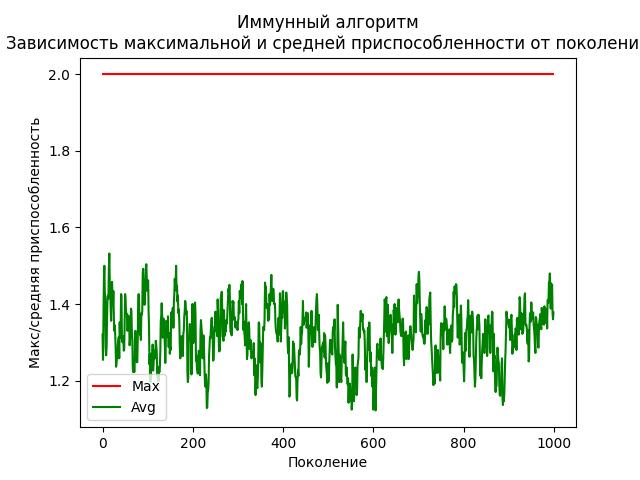 Иммунный алгоритм
Зависимость максимальной и средней приспособленности от поколени
2.0
1.8
1.6
1.4
1.2
Макс/средняя приспособленность
Max
Avg
0
200
400
600
800
1000
Поколение